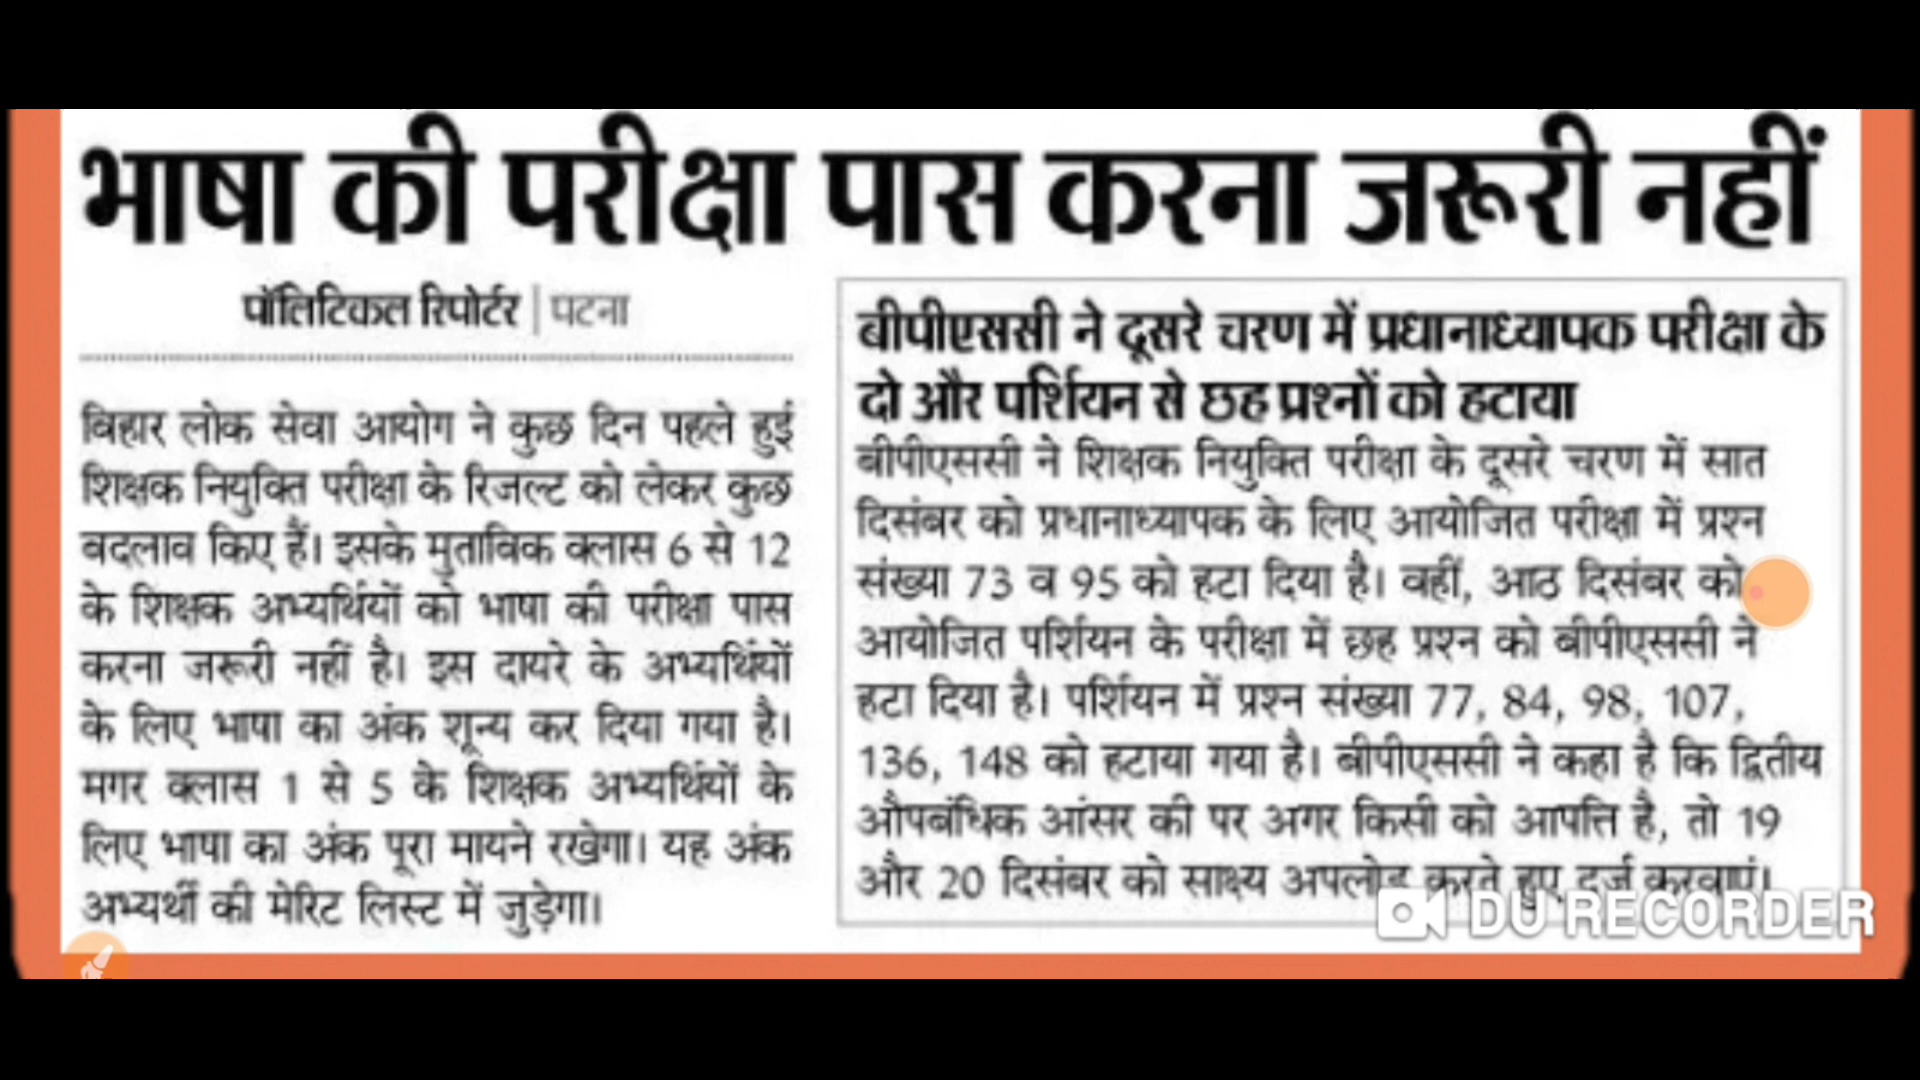 भाषा की परीक्षा पास करना जरूरी नहीं
पॉलिटिकल रिपोर्टर | पटना
बिहार लोक सेवा आयोग ने कुछ दिन पहले हुई
शिक्षक नियुक्ति परीक्षा के रिजल्ट को लेकर कुछ
बदलाव किए हैं। इसके मुताबिक क्लास 6 से 12
के शिक्षक अभ्यर्थियों को भाषा की परीक्षा पास
करना जरूरी नहीं है। इस दायरे के अभ्यर्थियों
के लिए भाषा का अंक शून्य कर दिया गया है।
मगर क्लास 1 से 5 के शिक्षक अभ्यर्थियों के
लिए भाषा का अंक पूरा मायने रखेगा। यह अंक
अभ्यर्थी की मेरिट लिस्ट में जुड़ेगा।
बीपीएससी ने दूसरे चरण में प्रधानाध्यापक परीक्षा के
दो और पर्शियन से छह प्रश्नों को हटाया
बीपीएससी ने शिक्षक नियुक्ति परीक्षा के दूसरे चरण में सात
दिसंबर को प्रधानाध्यापक के लिए आयोजित परीक्षा में प्रश्न
संख्या 73 व 95 को हटा दिया है। वहीं, आठ दिसंबर को
आयोजित पर्शियन के परीक्षा में छह प्रश्न को बीपीएससी ने
हटा दिया है। पर्शियन में प्रश्न संख्या 77, 84, 98, 107,
136, 148 को हटाया गया है। बीपीएससी ने कहा है कि द्वितीय
औपबंधिक आंसर की पर अगर किसी को आपत्ति है, तो 19
और 20 दिसंबर को साक्ष्य अपलोड करते हुए दर्ज करवाएं।
DU RECORDER